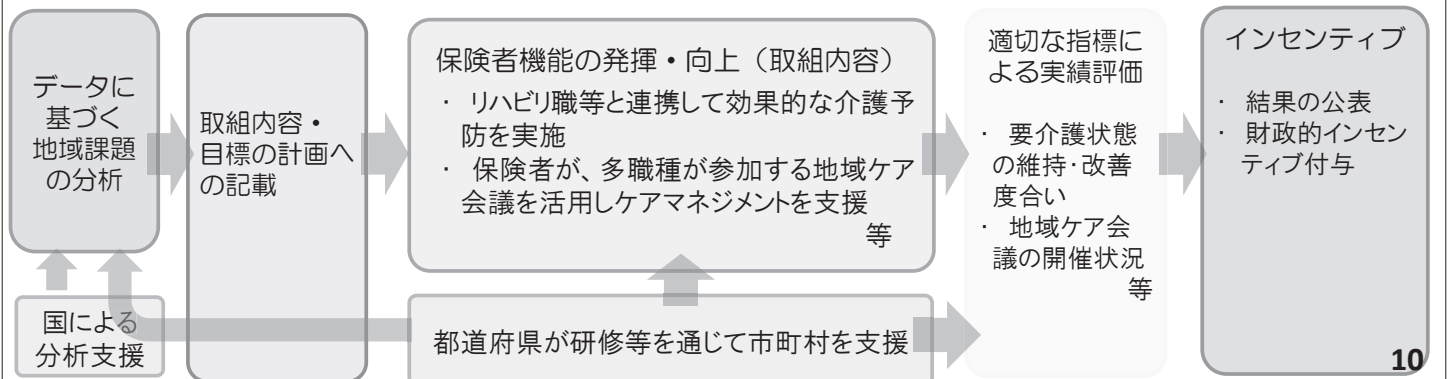 データに
基づく
地域課題
の分析
国による
分析支援
取組内容・
目標の計画へ
の記載
保険者機能の発揮・向上（取組内容）
・ リハビリ職等と連携して効果的な介護予
防を実施
・ 保険者が、多職種が参加する地域ケア
会議を活用しケアマネジメントを支援
等
都道府県が研修等を通じて市町村を支援
適切な指標に
よる実績評価
・ 要介護状態
の維持・改善
度合い
・ 地域ケア会
議の開催状況
等
インセンティブ
・ 結果の公表
・ 財政的インセン
ティブ付与
10